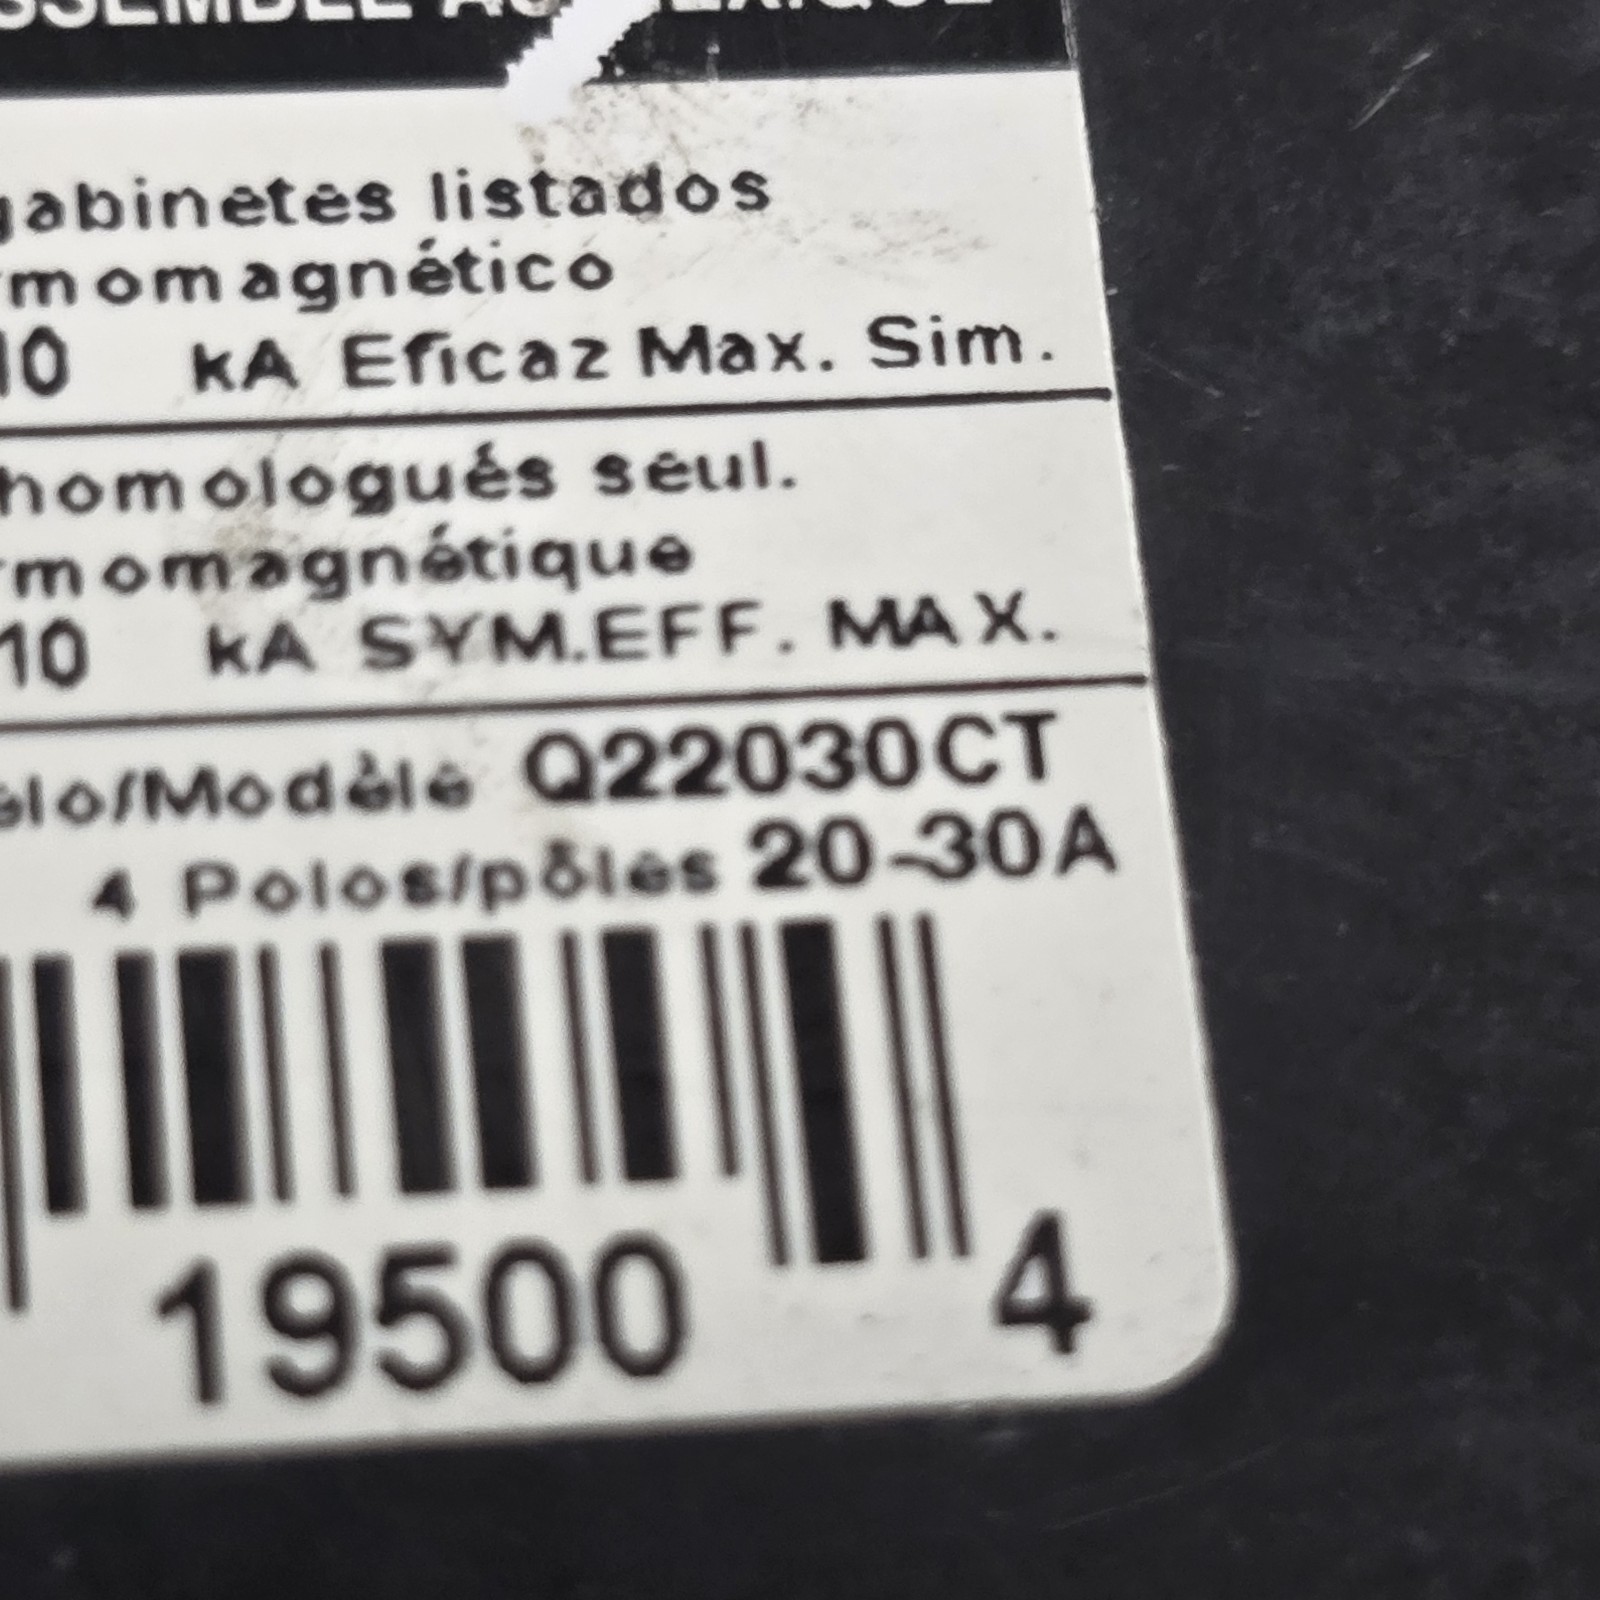 gabinetes listados
rmomagnético
10 kA Eficaz Max. Sim.
homologués seul.
rmomagnétique
10 kA SYM.EFF. MAX.
elo/Modèle Q22030CT
4 Polos/pôles 20-30A
19500 4